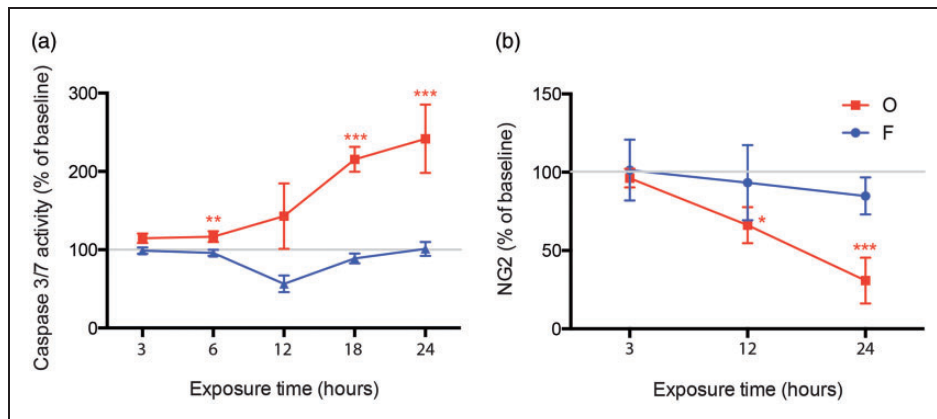 (a)
Caspase 3/7 activity (% of baseline)
300
200
100
0
**
***
***
3 6 12 18 24
Exposure time (hours)
(b)
NG2 (% of baseline)
150
100
50
0
O
F
*
***
3 12 24
Exposure time (hours)